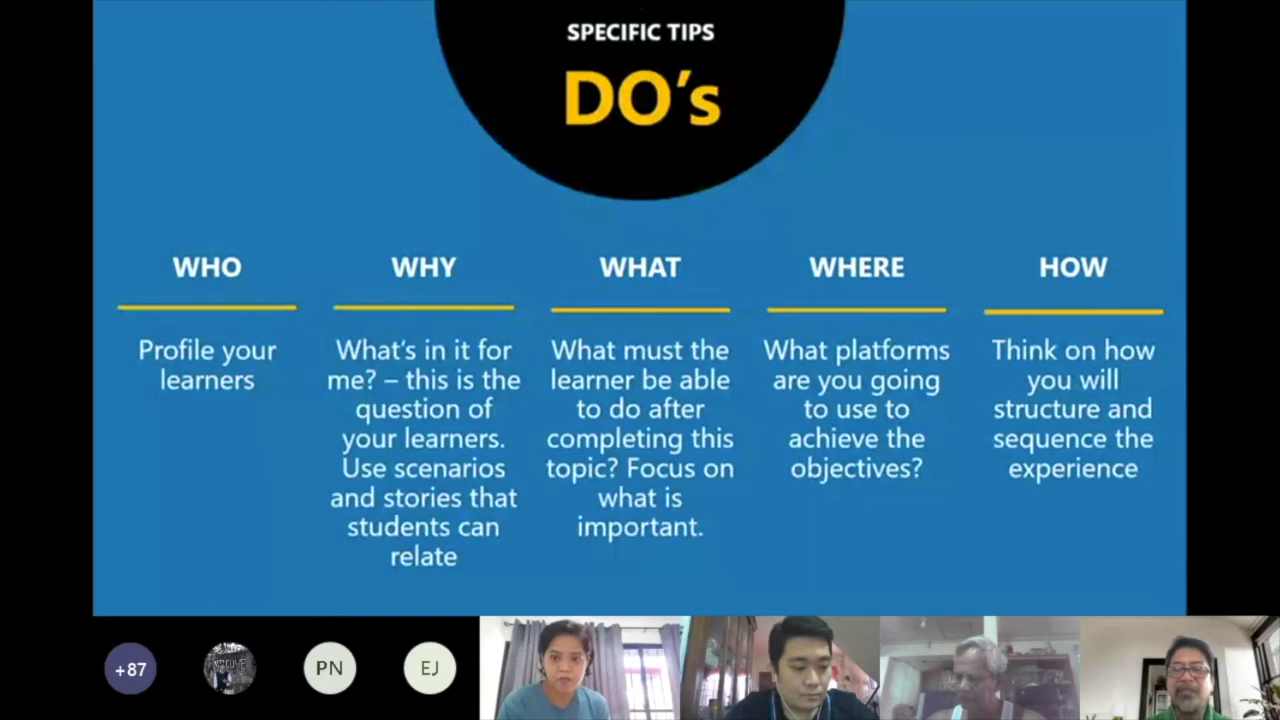 SPECIFIC TIPS
DO's
WHO
Profile your
learners
WHY
What's in it for
me? – this is the
question of
your learners.
Use scenarios
and stories that
students can
relate
WHAT
What must the
learner be able
to do after
completing this
topic? Focus on
what is
important.
WHERE
What platforms
are you going
to use to
achieve the
objectives?
HOW
Think on how
you will
structure and
sequence the
experience
+87
PN
EJ